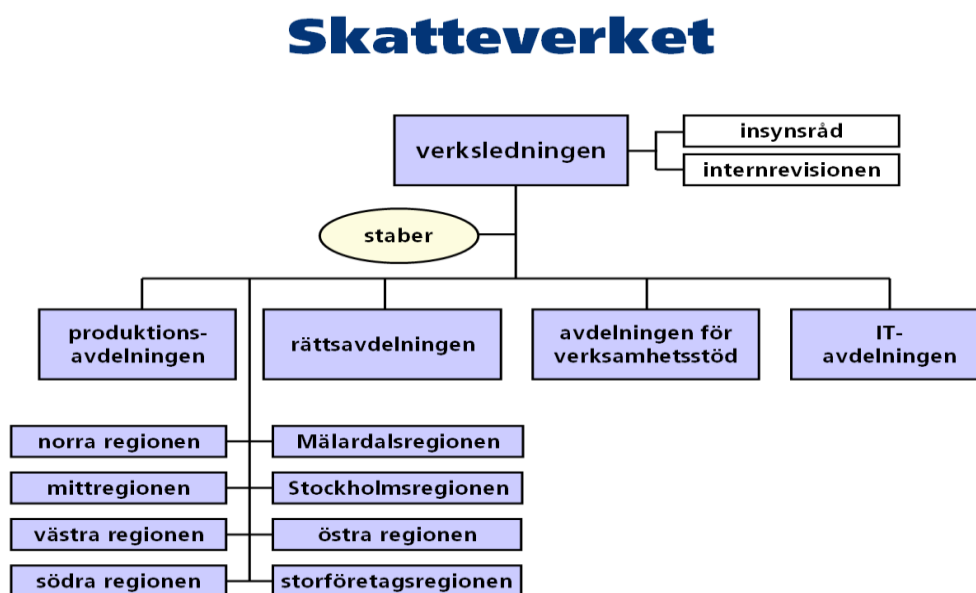 Skatteverket
verksledningen
insynsråd
internrevisionen
staber
produktions-
avdelningen
rättsavdelningen
avdelningen för
verksamhetsstöd
IT-
avdelningen
norra regionen
Mälardalsregionen
mittregionen
Stockholmsregionen
västra regionen
östra regionen
södra regionen
storföretagsregionen